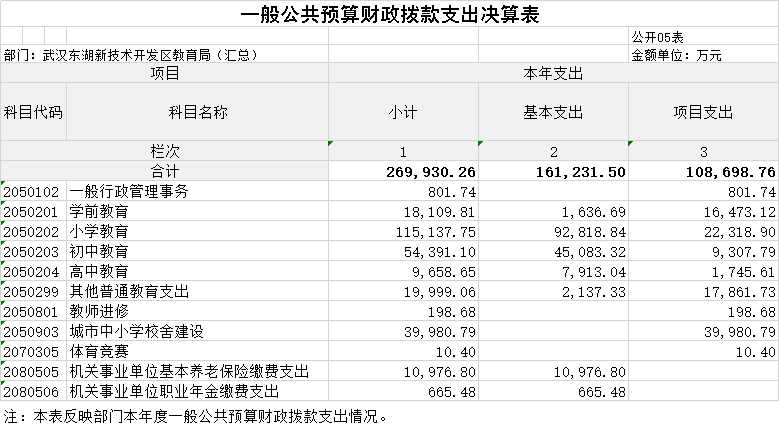 一般公共预算财政拨款支出决算表
公开05表
部门：武汉东湖新技术开发区教育局（汇总） 金额单位：万元
项目 本年支出
科目代码 科目名称 小计 基本支出 项目支出
栏次 1 2 3
合计 269,930.26 161,231.50 108,698.76
2050102 一般行政管理事务 801.74 801.74
2050201 学前教育 18,109.81 1,636.69 16,473.12
2050202 小学教育 115,137.75 92,818.84 22,318.90
2050203 初中教育 54,391.10 45,083.32 9,307.79
2050204 高中教育 9,658.65 7,913.04 1,745.61
2050299 其他普通教育支出 19,999.06 2,137.33 17,861.73
2050801 教师进修 198.68 198.68
2050903 城市中小学校舍建设 39,980.79 39,980.79
2070305 体育竞赛 10.40 10.40
2080505 机关事业单位基本养老保险缴费支出 10,976.80 10,976.80
2080506 机关事业单位职业年金缴费支出 665.48 665.48
注：本表反映部门本年度一般公共预算财政拨款支出情况。